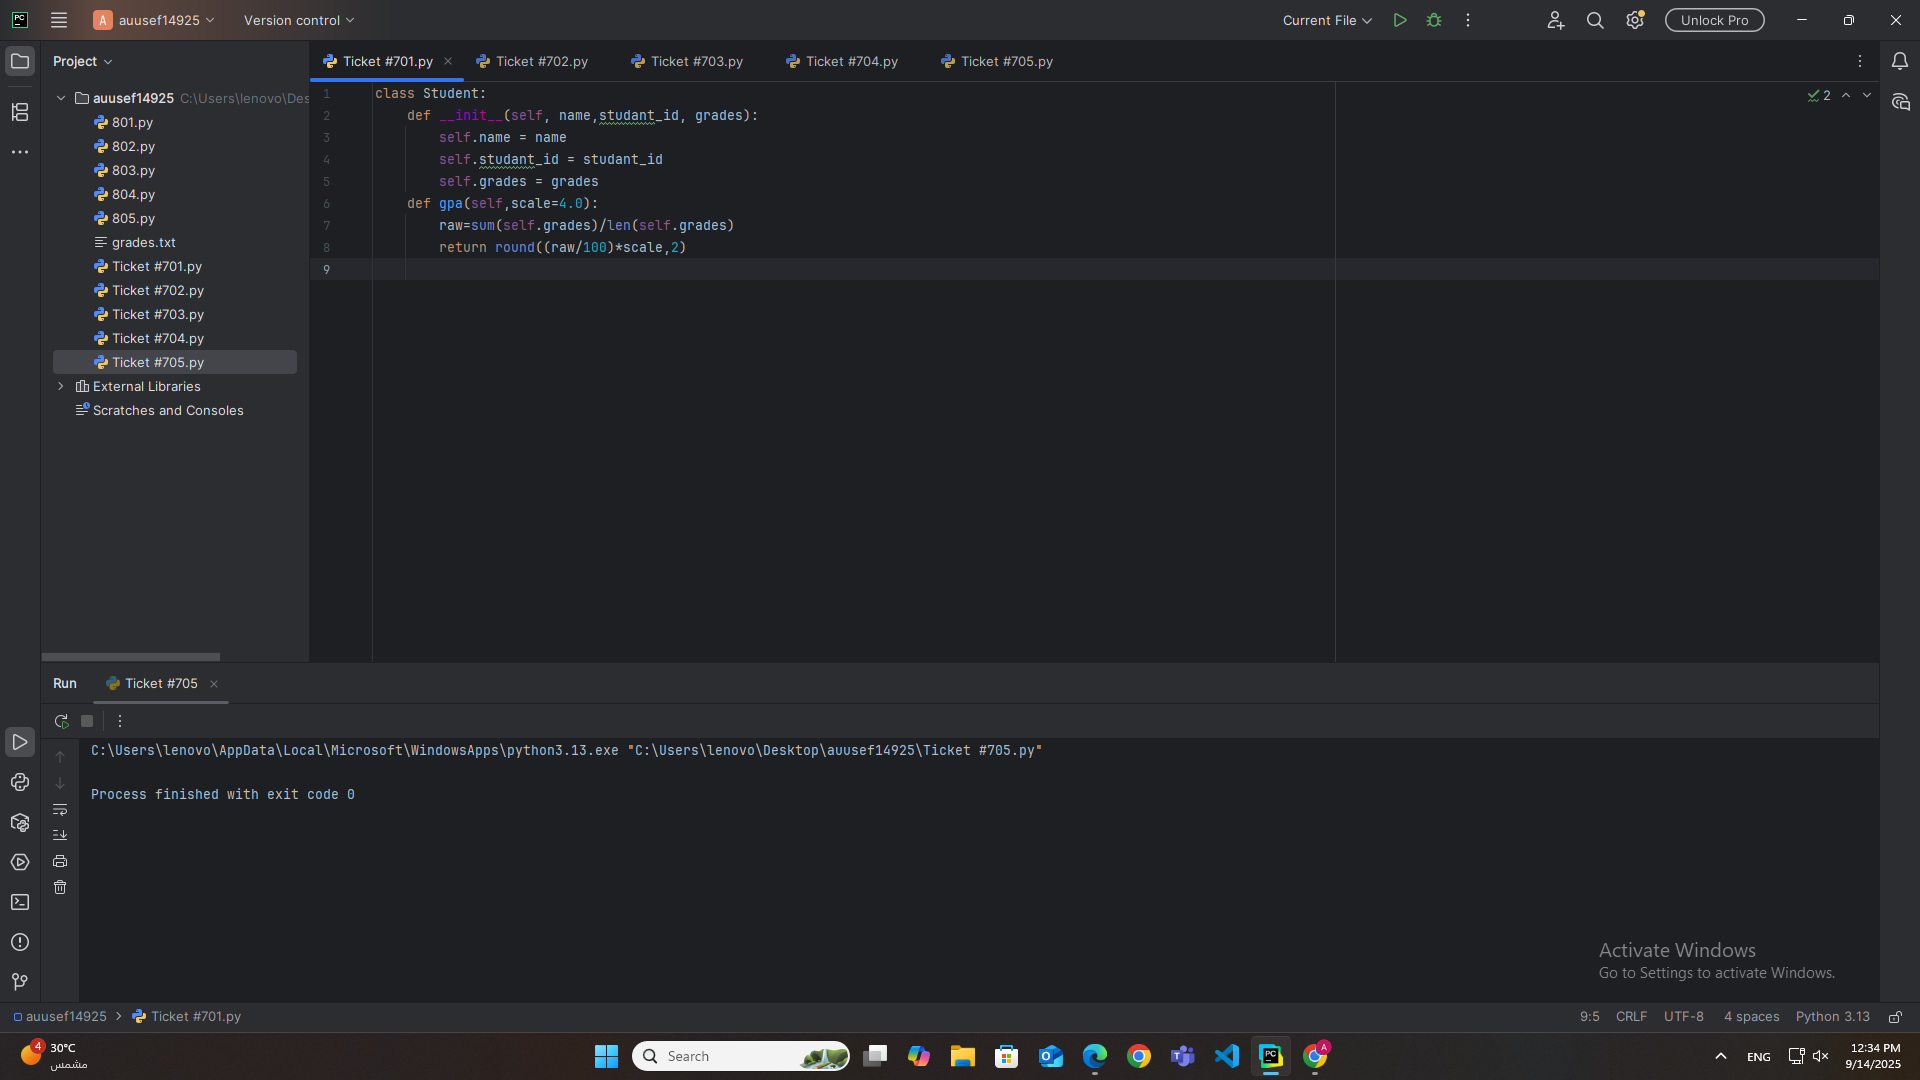 PC
A auusef14925
Version control
Current File
Unlock Pro
Project
Ticket #701.py
Ticket #702.py
Ticket #703.py
Ticket #704.py
Ticket #705.py
auusef14925 C:\Users\lenovo\Des
801.py
802.py
803.py
804.py
805.py
grades.txt
Ticket #701.py
Ticket #702.py
Ticket #703.py
Ticket #704.py
Ticket #705.py
External Libraries
Scratches and Consoles
1 class Student:
2 def __init__(self, name,studant_id, grades):
3 self.name = name
4 self.studant_id = studant_id
5 self.grades = grades
6 def gpa(self,scale=4.0):
7 raw=sum(self.grades)/len(self.grades)
8 return round((raw/100)*scale,2)
9
2
Run
Ticket #705
C:\Users\lenovo\AppData\Local\Microsoft\WindowsApps\python3.13.exe "C:\Users\lenovo\Desktop\auusef14925\Ticket #705.py"
Process finished with exit code 0
Activate Windows
Go to Settings to activate Windows.
auusef14925
Ticket #701.py
9:5
CRLF
UTF-8
4 spaces
Python 3.13
4
30°C
مشمس
Search
PC
A
ENG
12:34 PM
9/14/2025